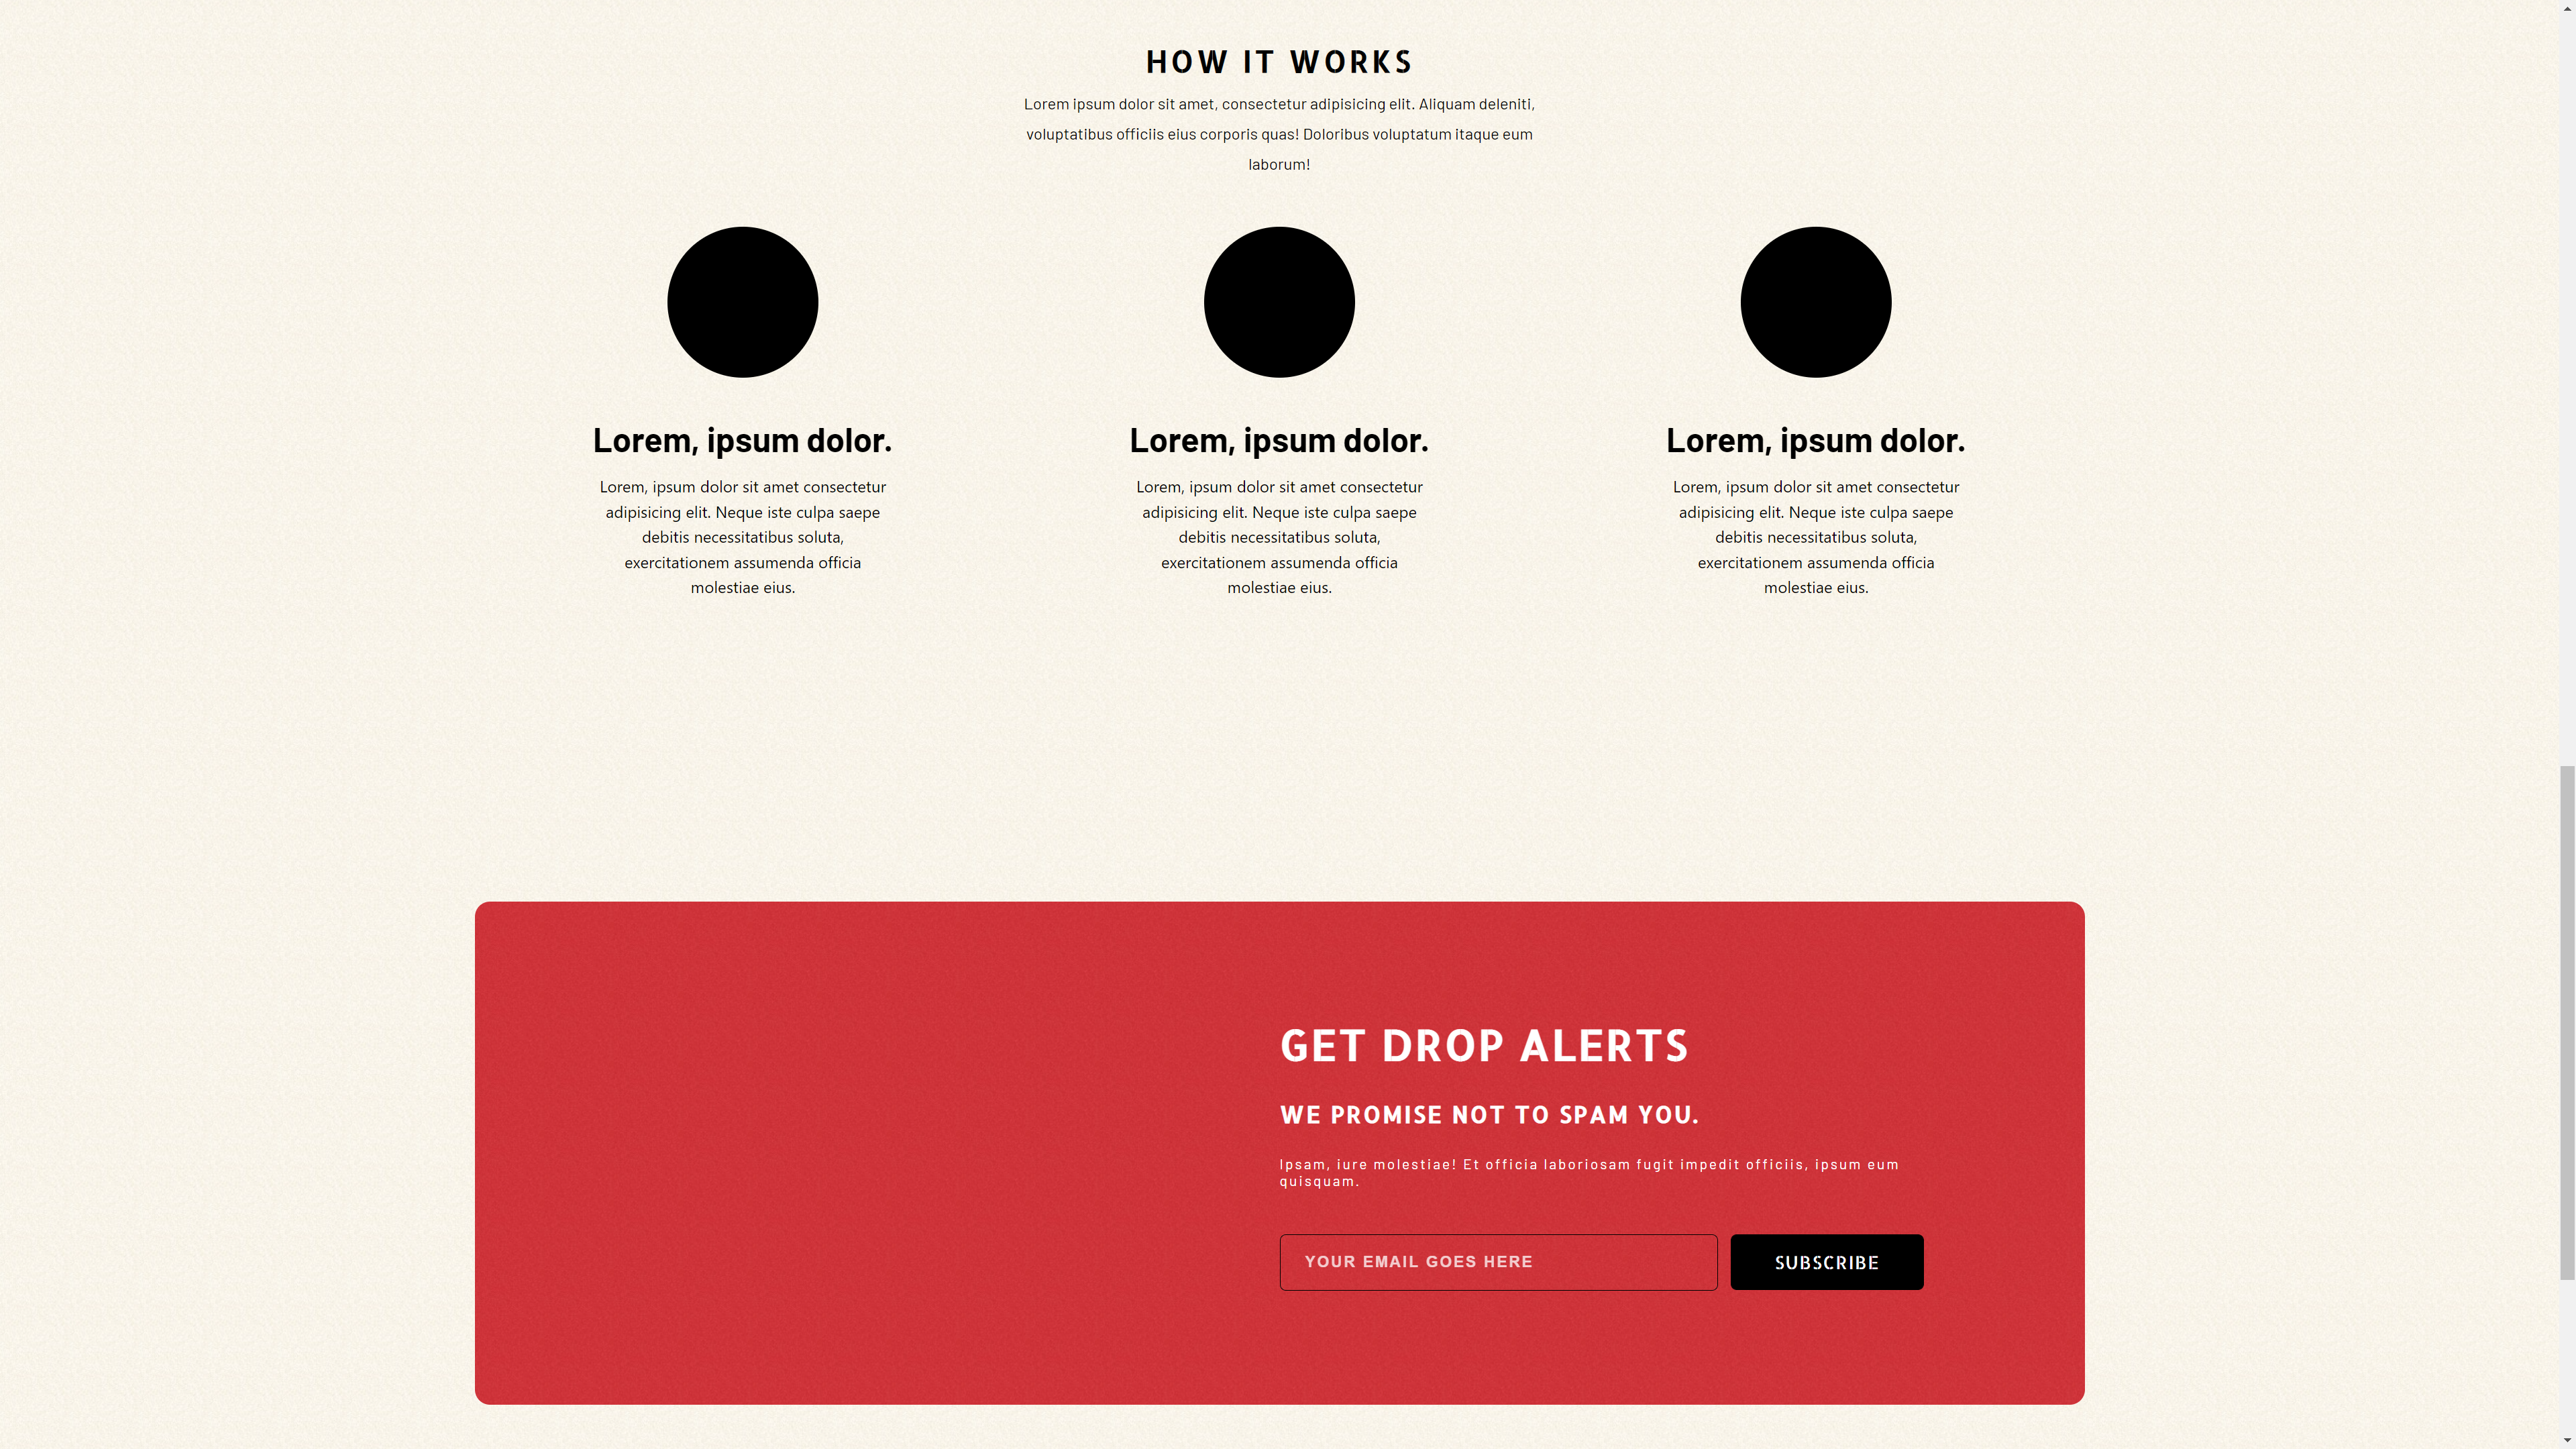 HOW IT WORKS
Lorem ipsum dolor sit amet, consectetur adipisicing elit. Aliquam deleniti,
voluptatibus officiis eius corporis quas! Doloribus voluptatum itaque eum
laborum!
Lorem, ipsum dolor.
Lorem, ipsum dolor sit amet consectetur
adipisicing elit. Neque iste culpa saepe
debitis necessitatibus soluta,
exercitationem assumenda officia
molestiae eius.
Lorem, ipsum dolor.
Lorem, ipsum dolor sit amet consectetur
adipisicing elit. Neque iste culpa saepe
debitis necessitatibus soluta,
exercitationem assumenda officia
molestiae eius.
Lorem, ipsum dolor.
Lorem, ipsum dolor sit amet consectetur
adipisicing elit. Neque iste culpa saepe
debitis necessitatibus soluta,
exercitationem assumenda officia
molestiae eius.
GET DROP ALERTS
WE PROMISE NOT TO SPAM YOU.
Ipsam, iure molestiae! Et officia laboriosam fugit impedit officiis, ipsum eum
quisquam.
YOUR EMAIL GOES HERE
SUBSCRIBE